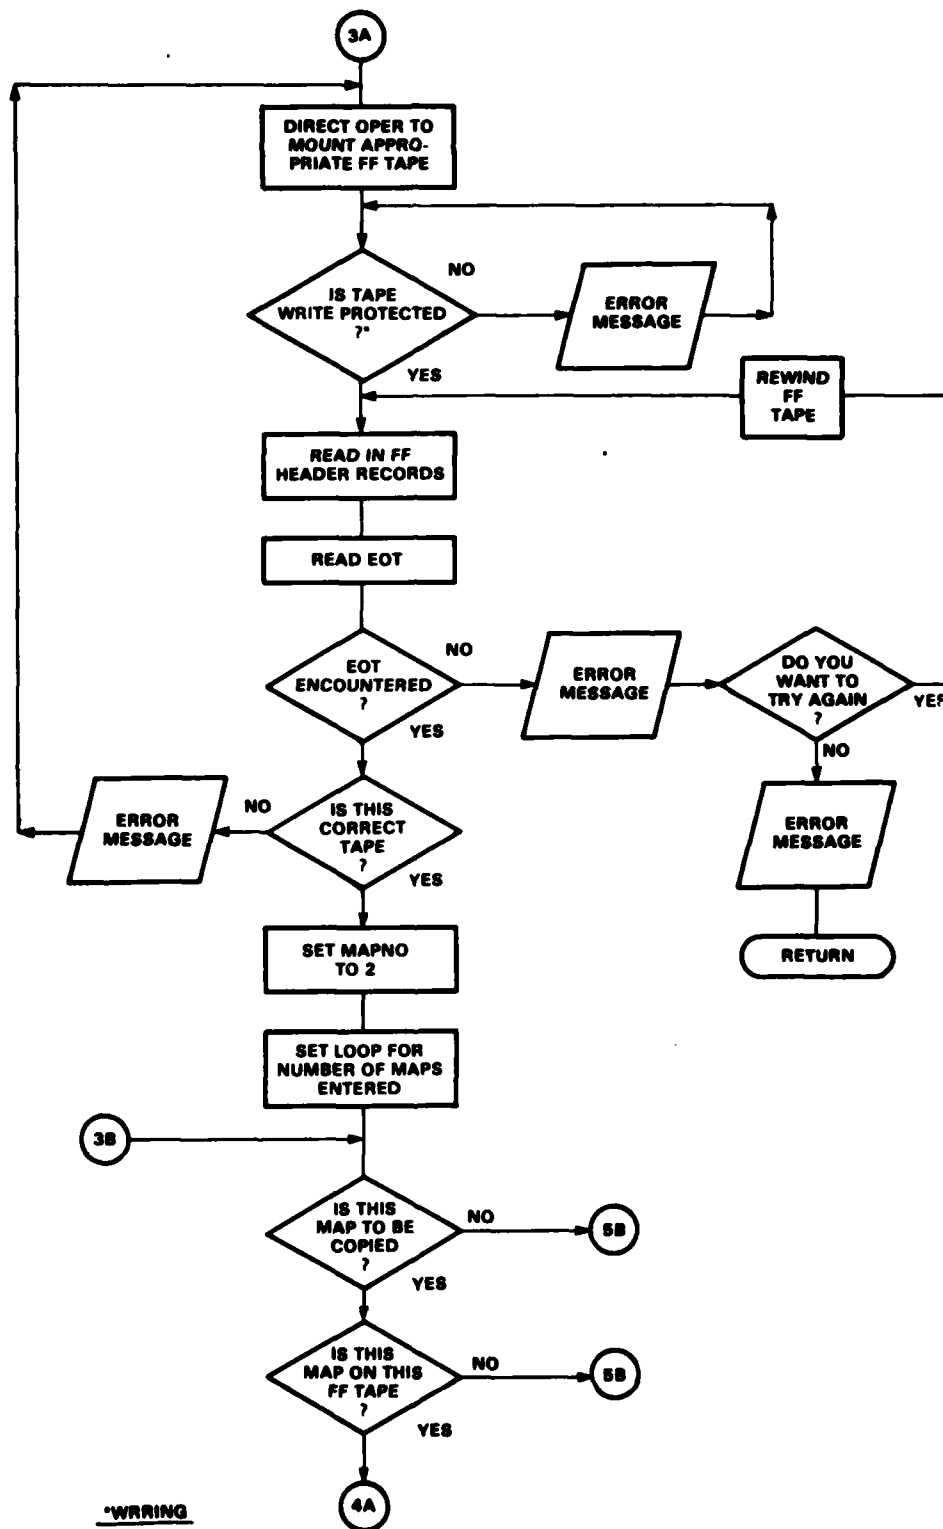 3A
DIRECT OPER TO
MOUNT APPRO-
PRIATE FF TAPE
NO
IS TAPE
WRITE PROTECTED
?*
ERROR
MESSAGE
YES
REWIND
FF
TAPE
READ IN FF
HEADER RECORDS
READ EOT
NO
EOT
ENCOUNTERED
?
ERROR
MESSAGE
DO YOU
WANT TO
TRY AGAIN
?
YES
YES
NO
ERROR
MESSAGE
NO
IS THIS
CORRECT
TAPE
?
YES
ERROR
MESSAGE
SET MAPNO
TO 2
RETURN
SET LOOP FOR
NUMBER OF MAPS
ENTERED
3B
IS THIS
MAP TO BE
COPIED
?
NO
5B
YES
IS THIS
MAP ON THIS
FF TAPE
?
NO
5B
YES
4A
*WRRING